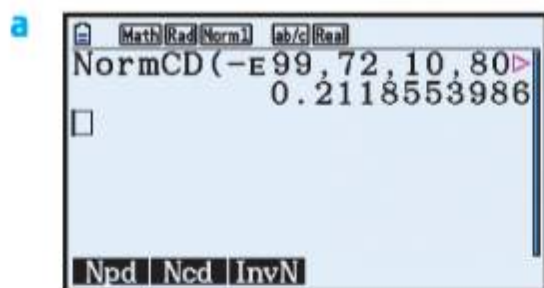 a
Math Rad Norm1 ab/c Real
NormCD(-E99,72,10,80
0.2118553986
Npd Ncd InvN